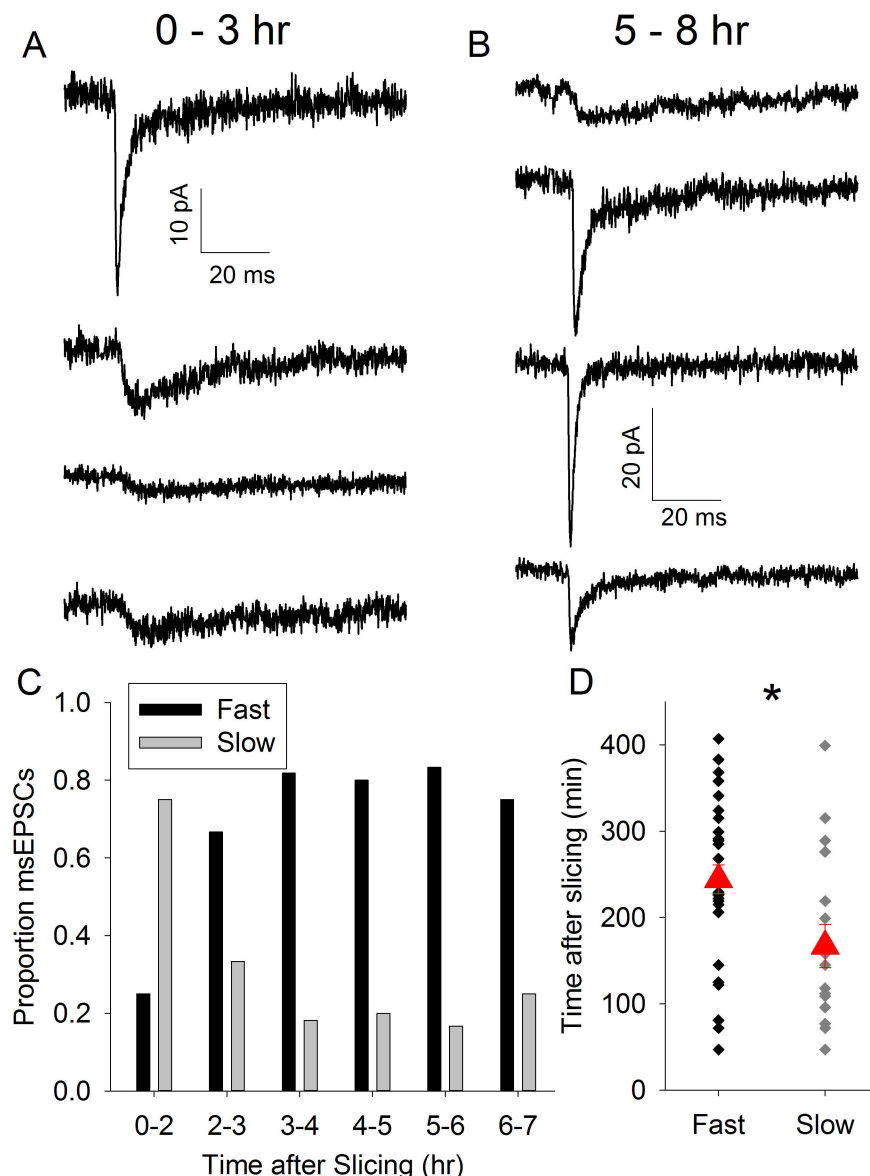 A
0 - 3 hr
B
5 - 8 hr
10 pA
20 ms
20 pA
20 ms
C
Fast
Slow
Proportion msEPSCs
1.0
0.8
0.6
0.4
0.2
0.0
0-2 2-3 3-4 4-5 5-6 6-7
Time after Slicing (hr)
D
*
Time after slicing (min)
400
300
200
100
0
Fast Slow